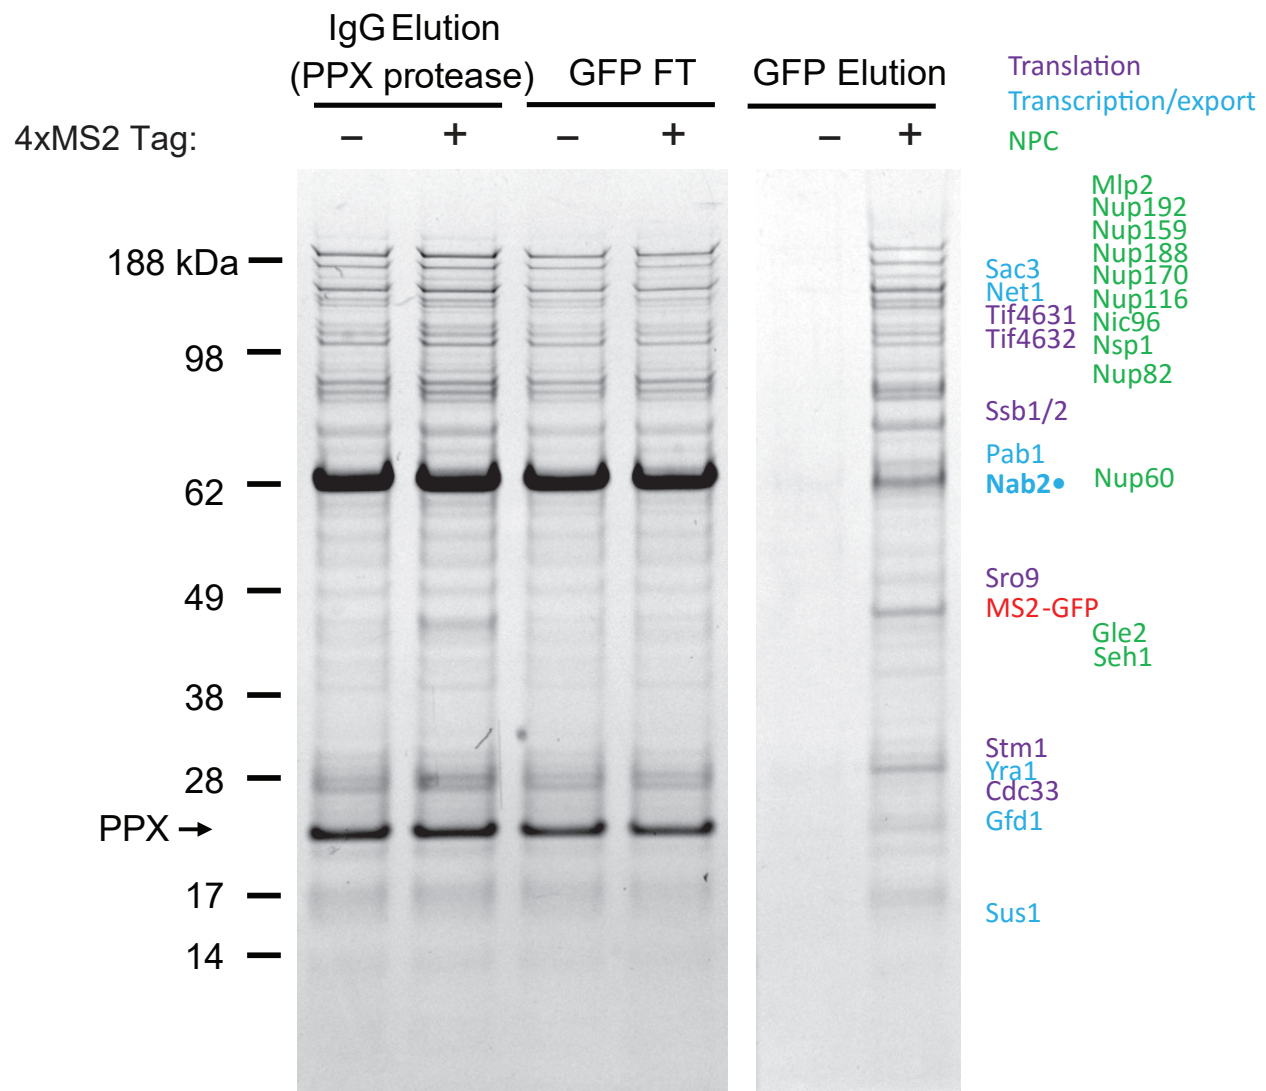 IgG Elution
(PPX protease)
GFP FT
GFP Elution
4xMS2 Tag:
– + – + – +
Translation
Transcription/export
NPC
188 kDa
98
62
49
38
28
PPX →
17
14
Mlp2
Nup192
Nup159
Nup188
Nup170
Nup116
Nic96
Nsp1
Nup82
Nup60
Gle2
Seh1
Sac3
Net1
Tif4631
Tif4632
Ssb1/2
Pab1
Nab2•
Sro9
MS2-GFP
Stm1
Yra1
Cdc33
Gfd1
Sus1